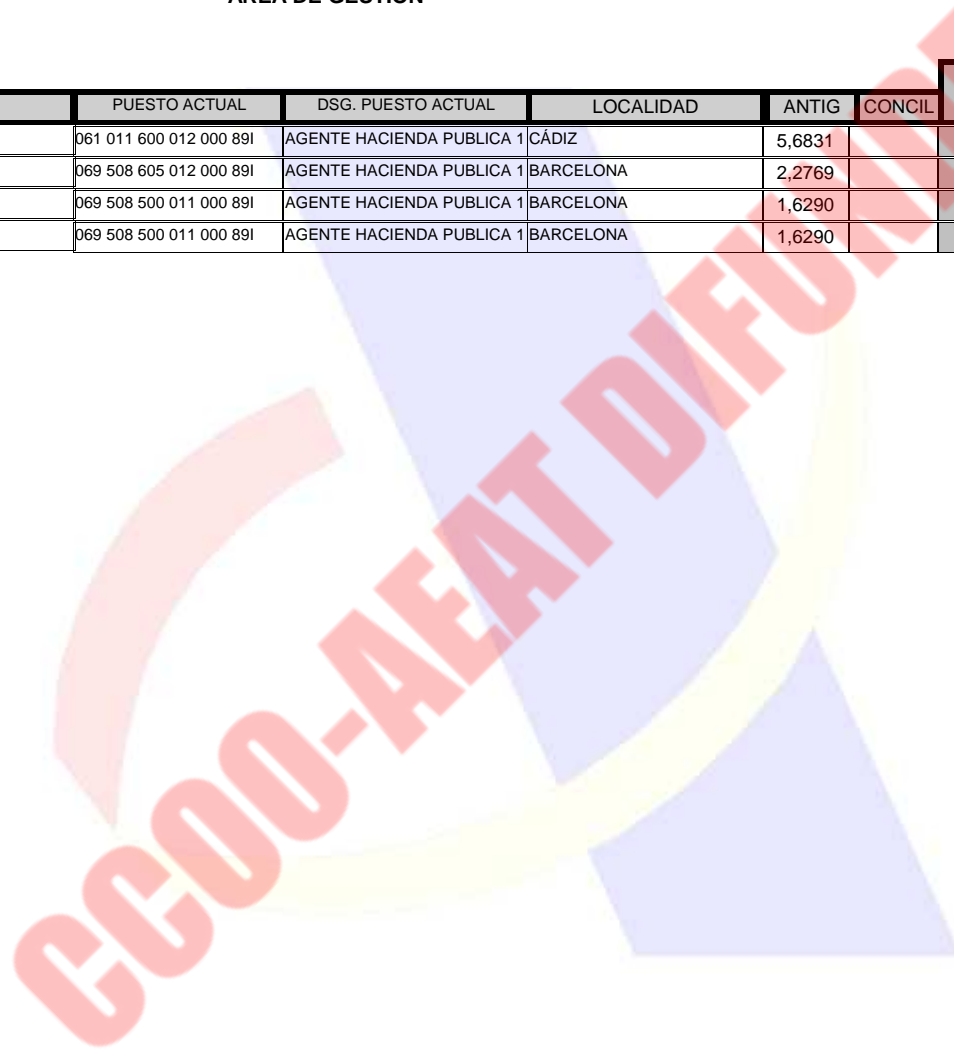 ÁREA DE GESTIÓN
PUESTO ACTUAL DSG. PUESTO ACTUAL LOCALIDAD ANTIG CONCIL
061 011 600 012 000 89I AGENTE HACIENDA PUBLICA 1 CÁDIZ 5,6831
069 508 605 012 000 89I AGENTE HACIENDA PUBLICA 1 BARCELONA 2,2769
069 508 500 011 000 89I AGENTE HACIENDA PUBLICA 1 BARCELONA 1,6290
069 508 500 011 000 89I AGENTE HACIENDA PUBLICA 1 BARCELONA 1,6290
CCOO-AEAT DIFUND